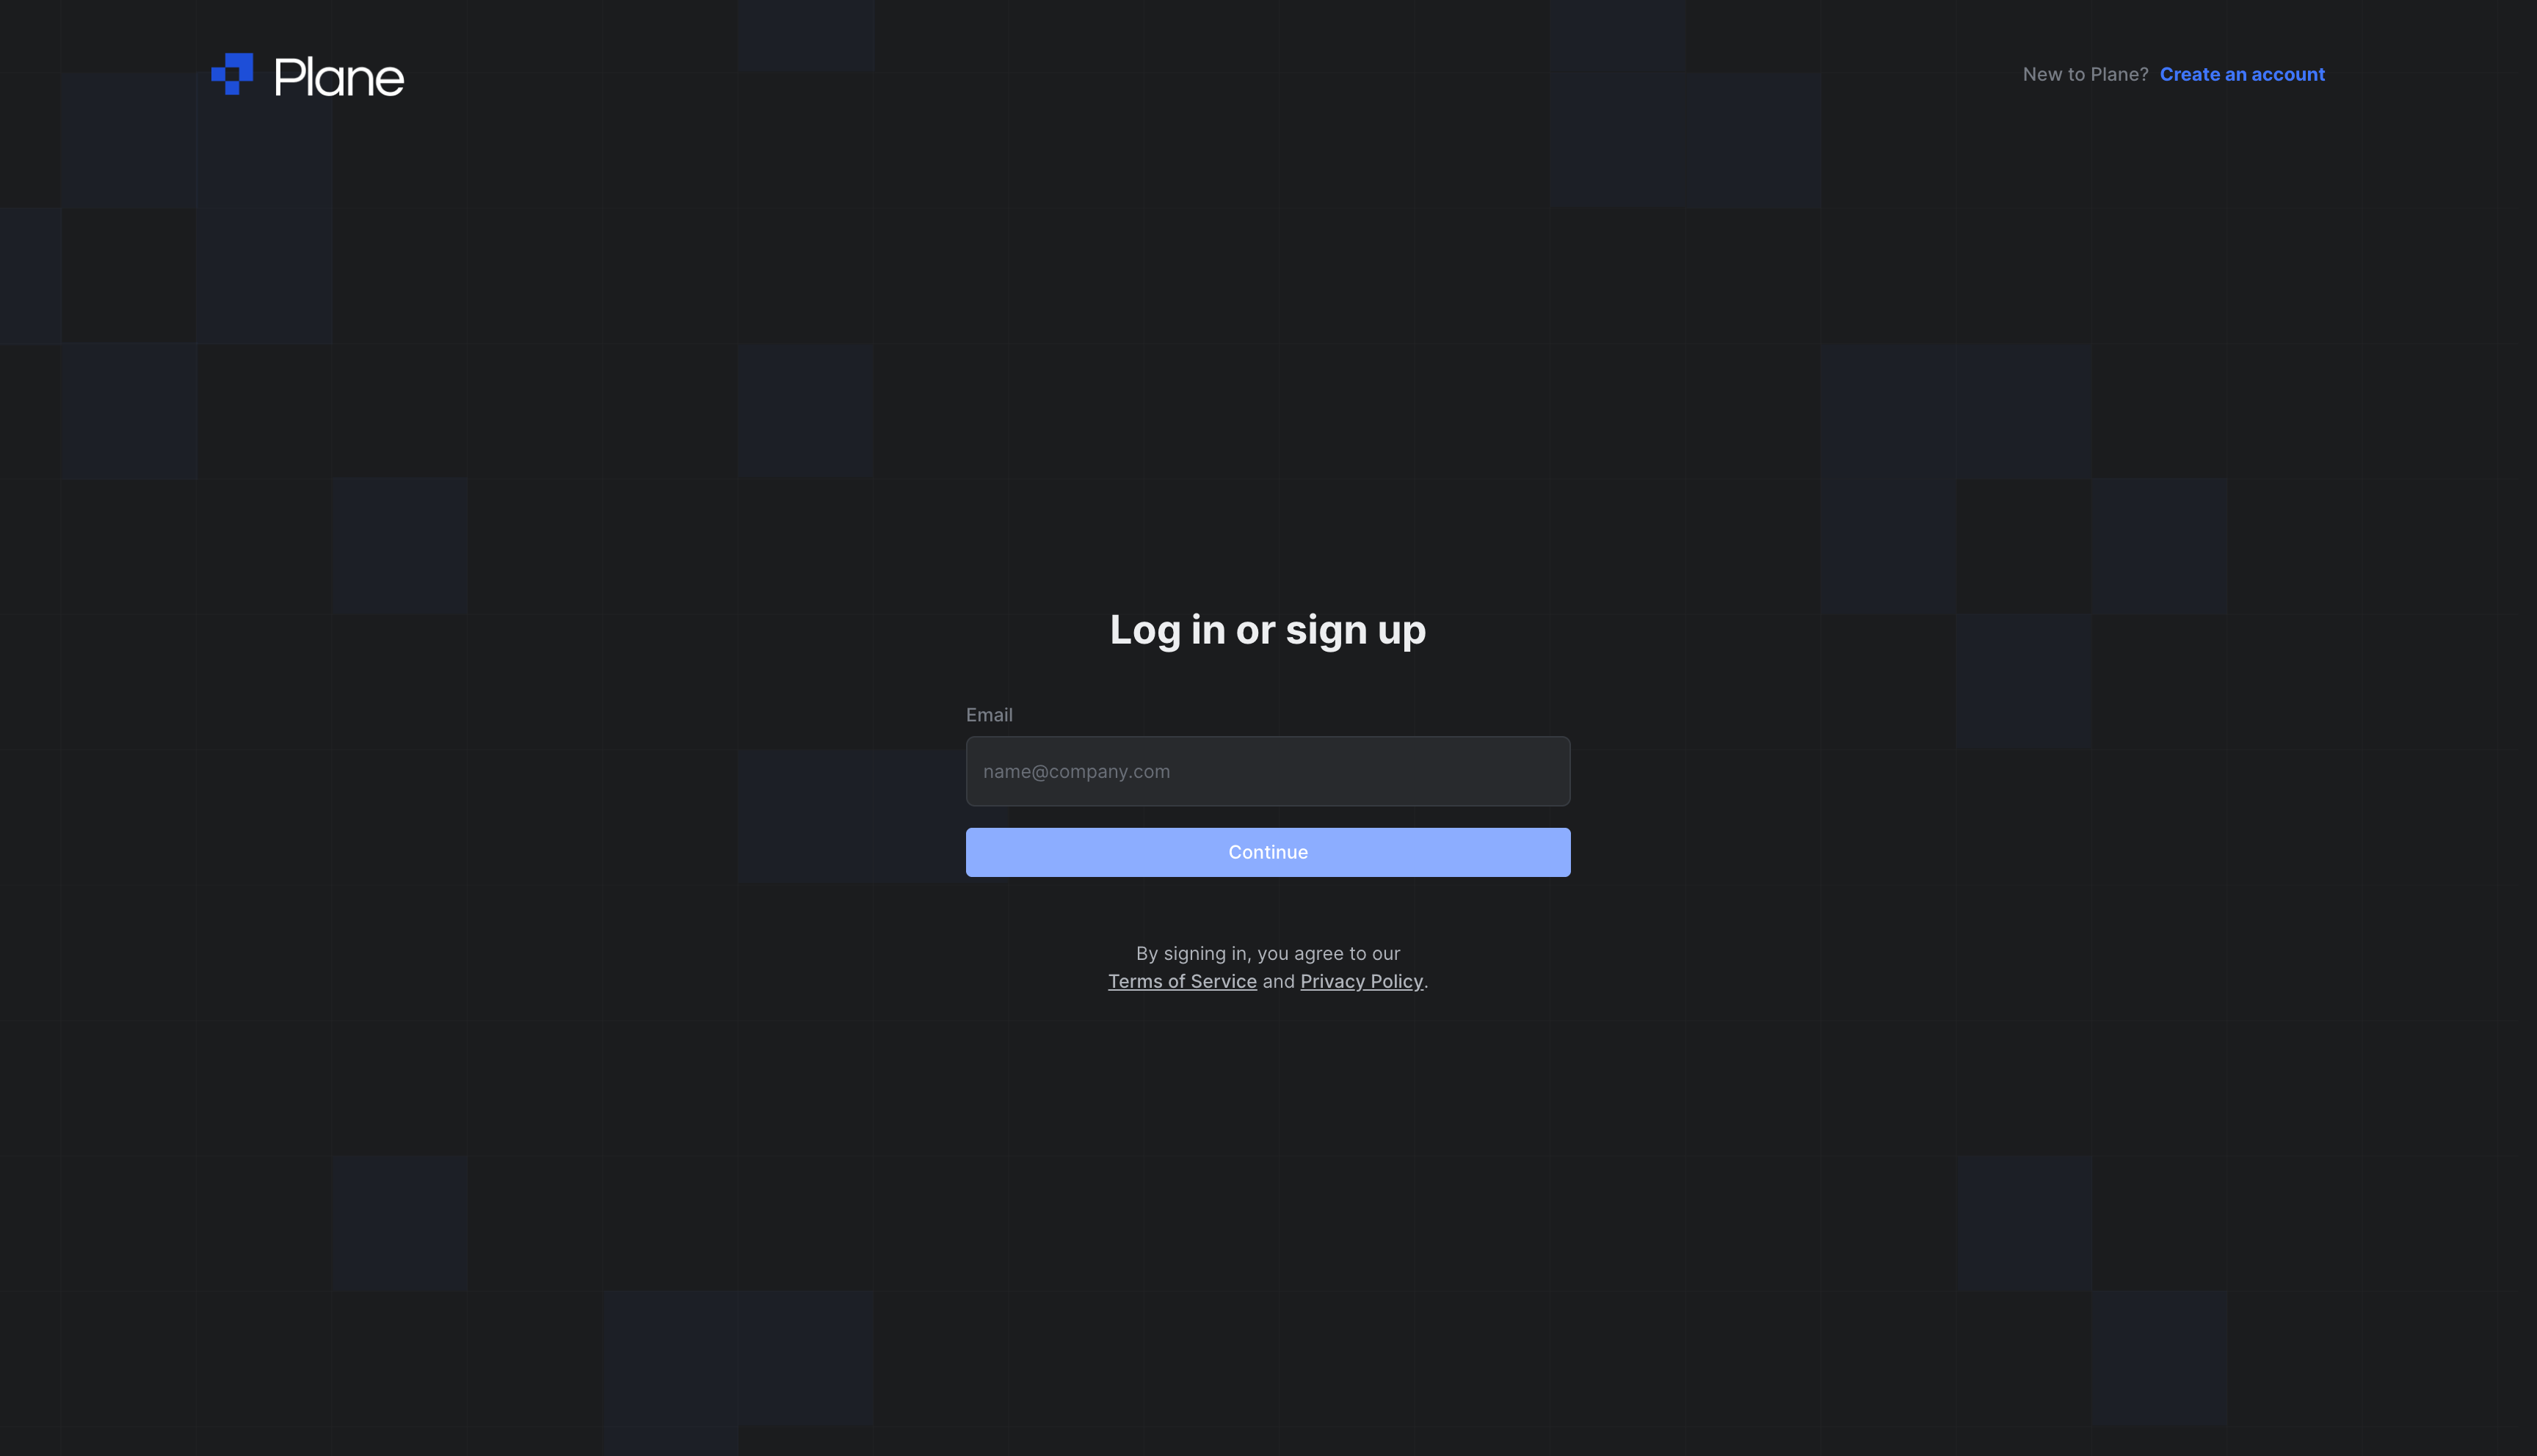 Plane
New to Plane? Create an account
Log in or sign up
Email
name@company.com
Continue
By signing in, you agree to our
Terms of Service and Privacy Policy.